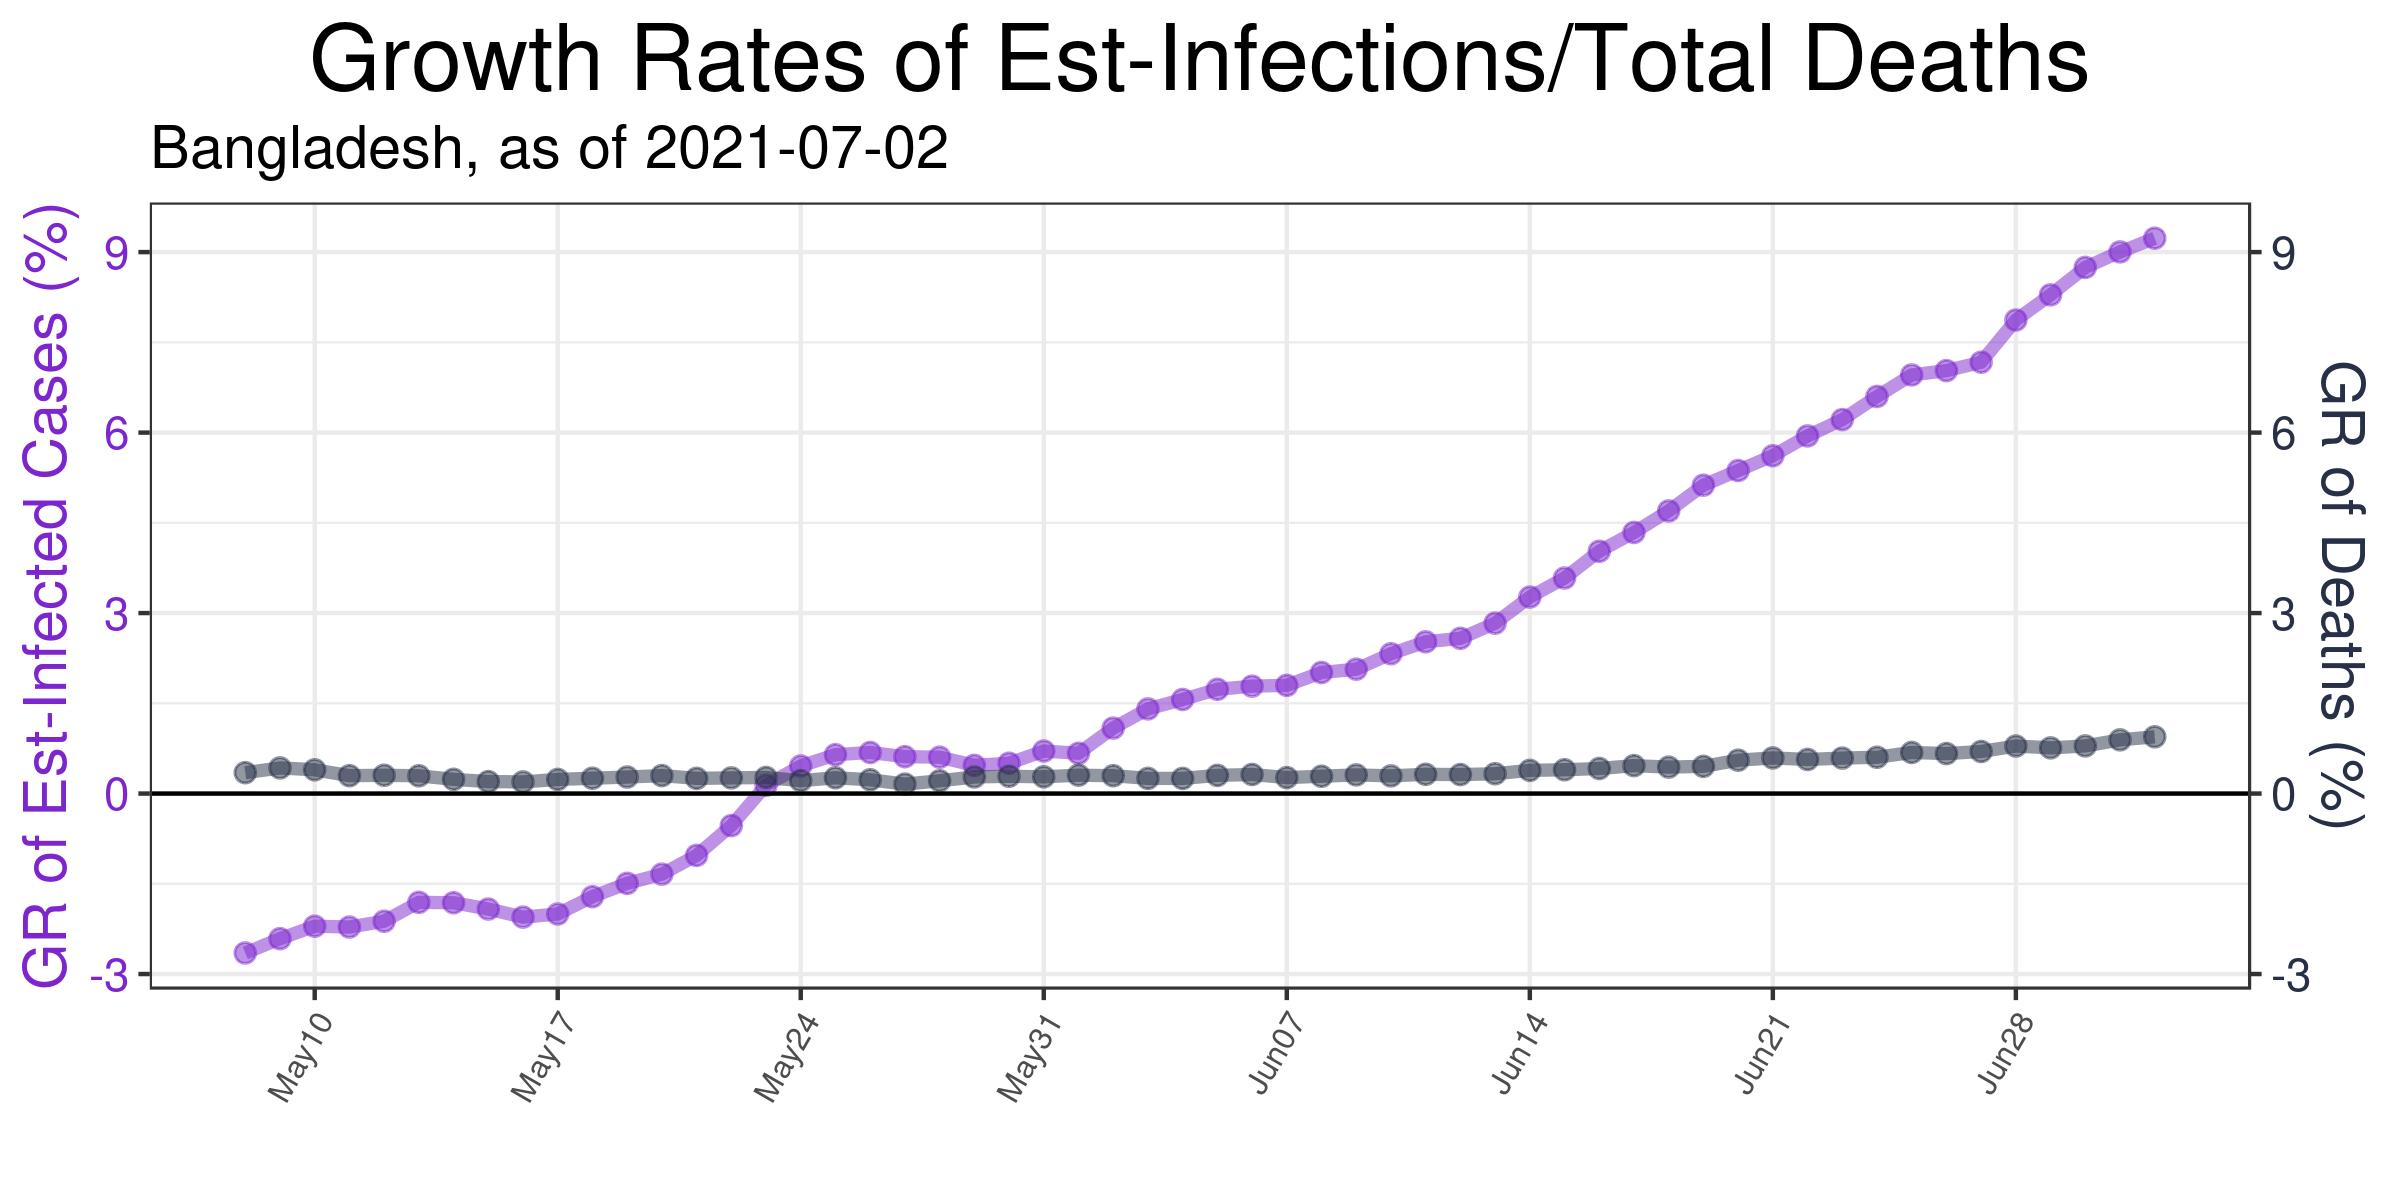 Growth Rates of Est-Infections/Total Deaths
Bangladesh, as of 2021-07-02
GR of Est-Infected Cases (%)
9
6
3
0
-3
9
6
3
0
-3
GR of Deaths (%)
May10
May17
May24
May31
Jun07
Jun14
Jun21
Jun28